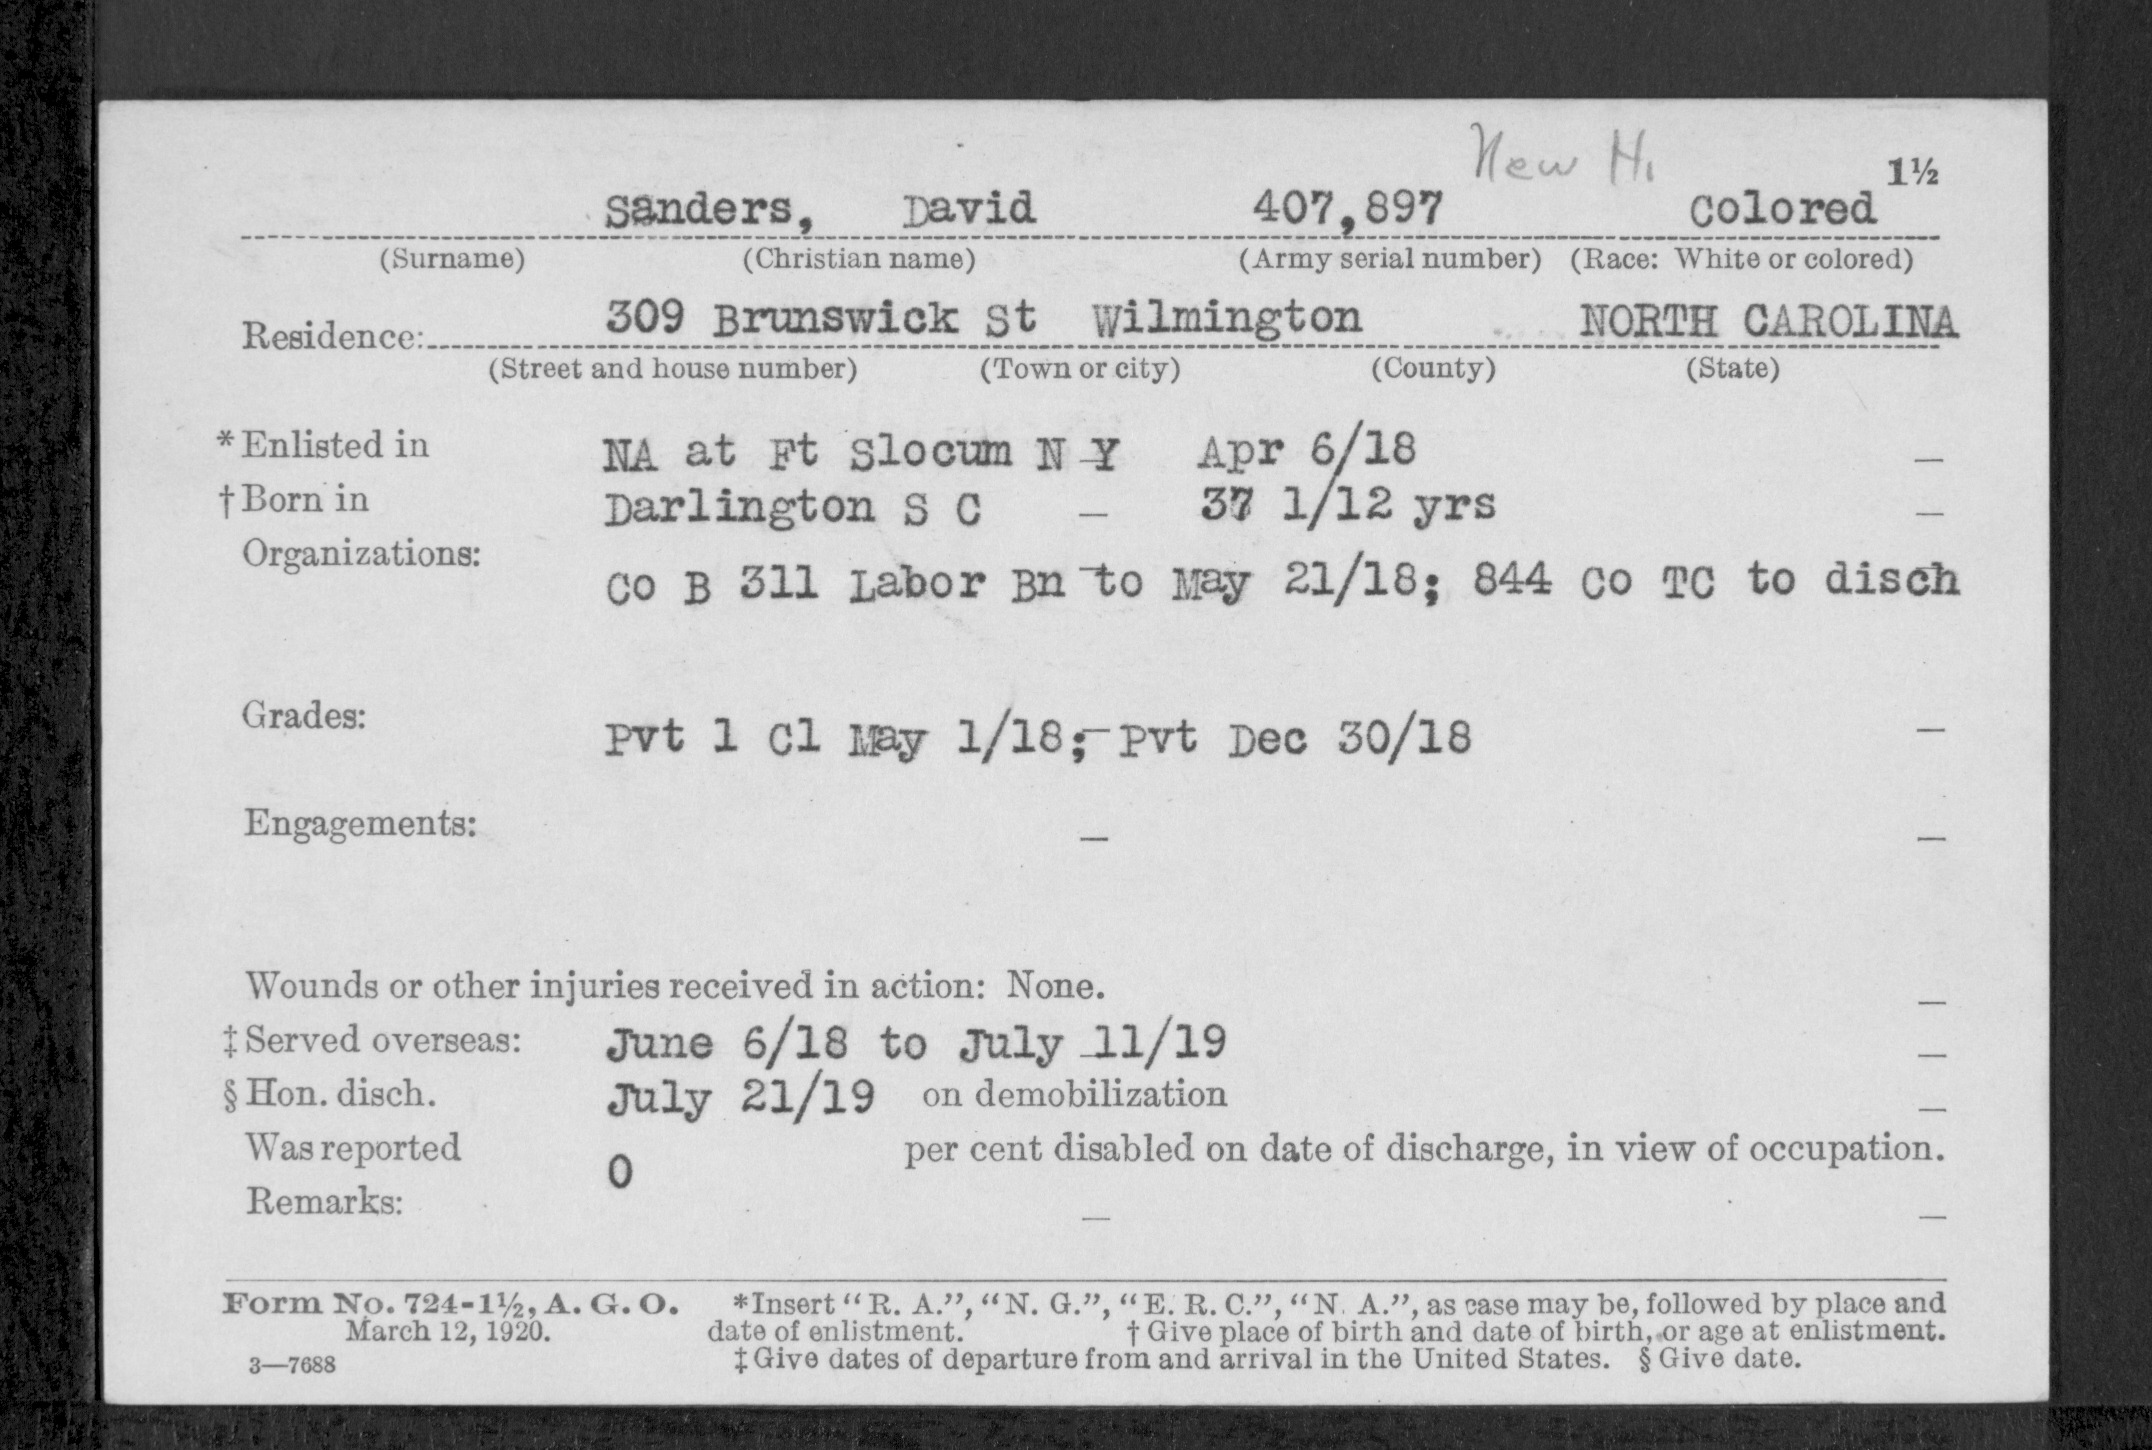 New H.
1½
Sanders, David 407,897 Colored
(Surname) (Christian name) (Army serial number) (Race: White or colored)
Residence: 309 Brunswick St Wilmington NORTH CAROLINA
(Street and house number) (Town or city) (County) (State)
*Enlisted in NA at Ft Slocum N Y Apr 6/18 —
†Born in Darlington S C — 37 1/12 yrs —
Organizations:
Co B 311 Labor Bn to May 21/18; 844 Co TC to disch
Grades: Pvt 1 Cl May 1/18; Pvt Dec 30/18 —
Engagements: — —
Wounds or other injuries received in action: None. —
‡Served overseas: June 6/18 to July 11/19 —
§Hon. disch. July 21/19 on demobilization —
Was reported 0 per cent disabled on date of discharge, in view of occupation.
Remarks: — —
Form No. 724-1½, A. G. O. *Insert "R. A.", "N. G.", "E. R. C.", "N. A.", as case may be, followed by place and
March 12, 1920. date of enlistment. †Give place of birth and date of birth, or age at enlistment.
3—7688 ‡Give dates of departure from and arrival in the United States. §Give date.